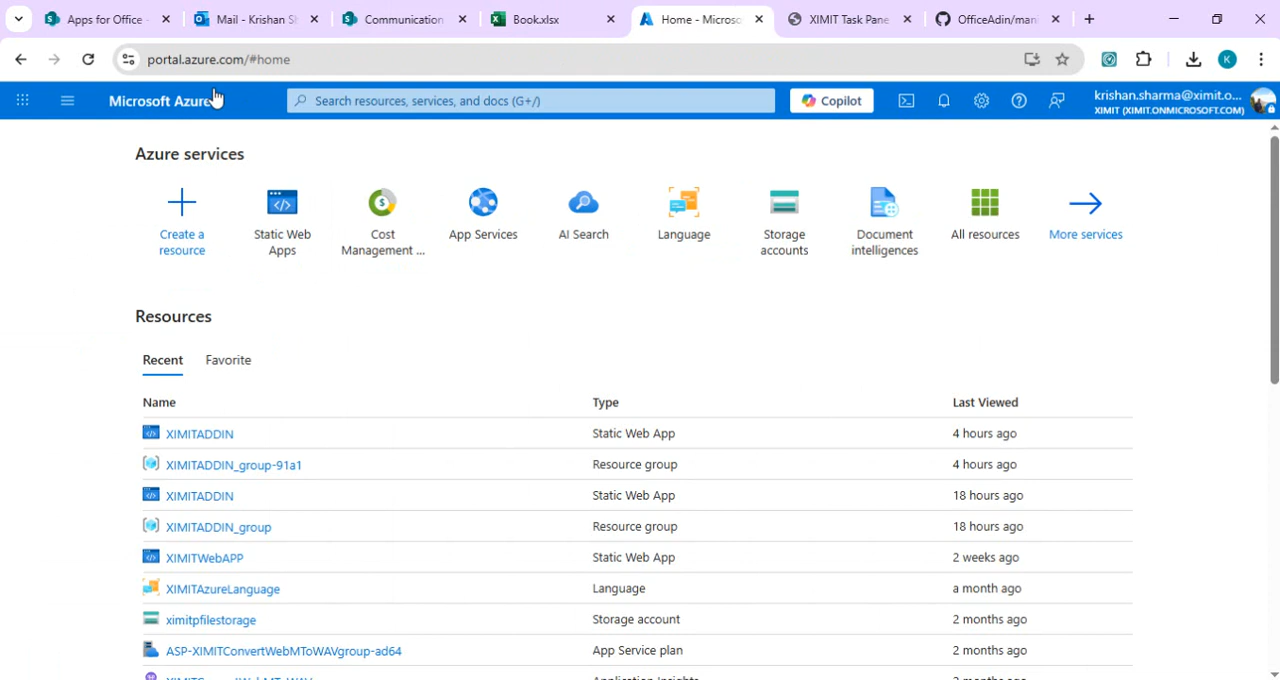 Apps for Office -
Mail - Krishan S
Communication
Book.xlsx
Home - Microso
XIMIT Task Pane
OfficeAdin/mani
portal.azure.com/#home
K
Microsoft Azure
Search resources, services, and docs (G+/)
Copilot
krishan.sharma@ximit.o...
XIMIT (XIMIT.ONMICROSOFT.COM)
Azure services
Create a
resource
Static Web
Apps
Cost
Management ...
App Services
AI Search
Language
Storage
accounts
Document
intelligences
All resources
More services
Resources
Recent Favorite
Name Type Last Viewed
XIMITADDIN Static Web App 4 hours ago
XIMITADDIN_group-91a1 Resource group 4 hours ago
XIMITADDIN Static Web App 18 hours ago
XIMITADDIN_group Resource group 18 hours ago
XIMITWebAPP Static Web App 2 weeks ago
XIMITAzureLanguage Language a month ago
ximitpfilestorage Storage account 2 months ago
ASP-XIMITConvertWebMToWAVgroup-ad64 App Service plan 2 months ago